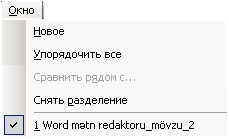 Окно
Новое
Упорядочить все
Сравнить рядом с...
Снять разделение
1 Word mətn redaktoru_mövzu_2